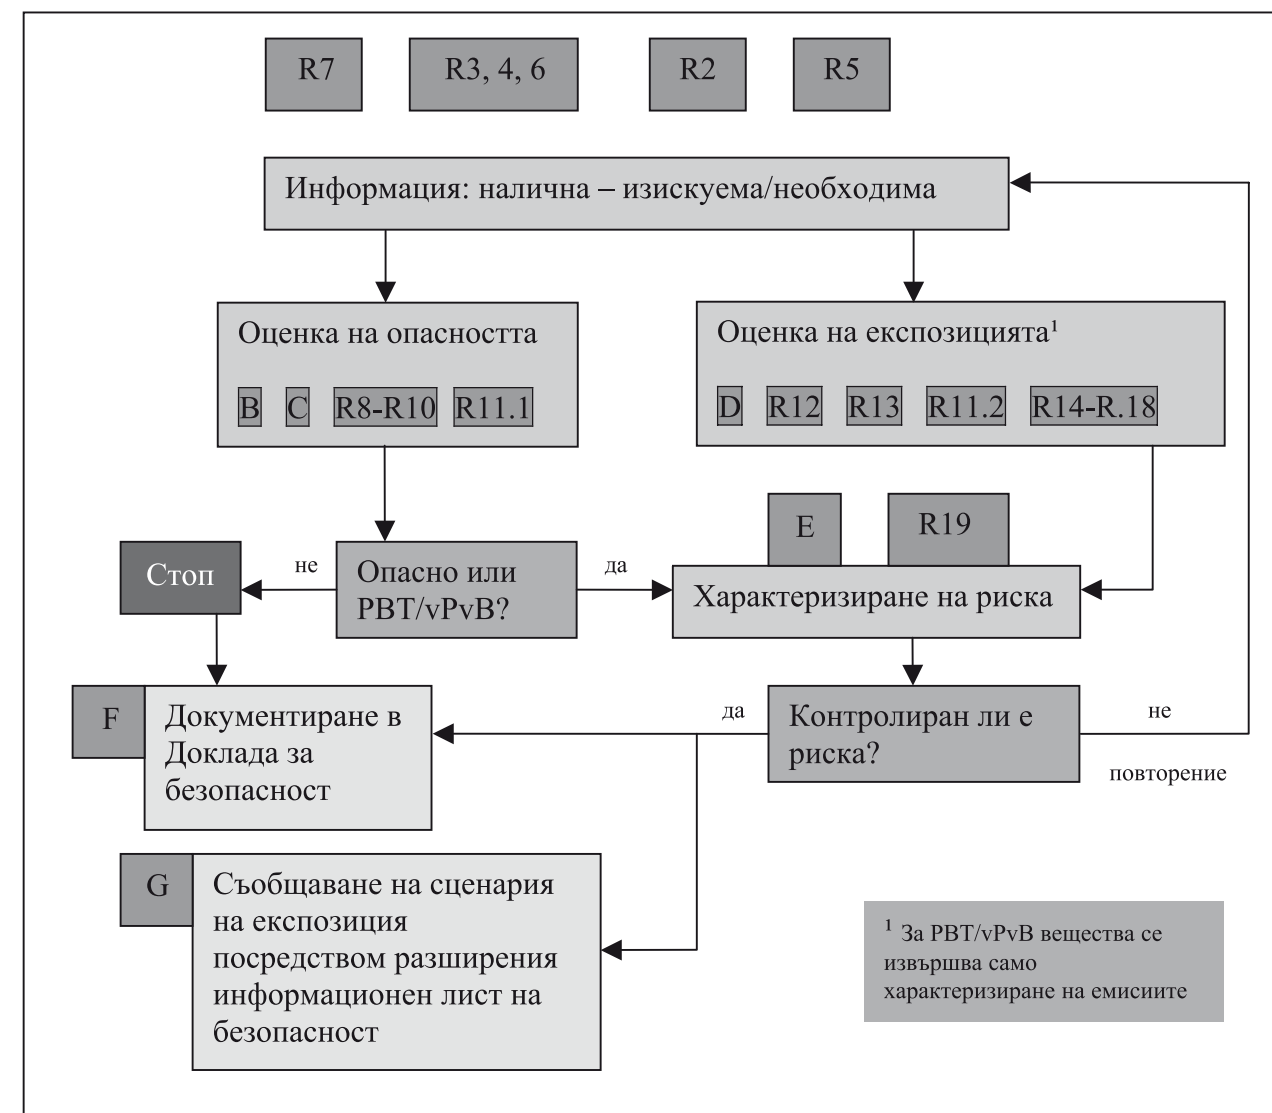 R7
R3, 4, 6
R2
R5
Информация: налична – изискуема/необходима
Оценка на опасността
B
C
R8-R10
R11.1
Оценка на експозицията¹
D
R12
R13
R11.2
R14-R.18
E
R19
Стоп
не
Опасно или
PBT/vPvB?
да
Характеризиране на риска
F
Документиране в
Доклада за
безопасност
да
Контролиран ли е
риска?
не
повторение
G
Съобщаване на сценария
на експозиция
посредством разширения
информационен лист на
безопасност
¹ За PBT/vPvB вещества се
извършва само
характеризиране на емисиите